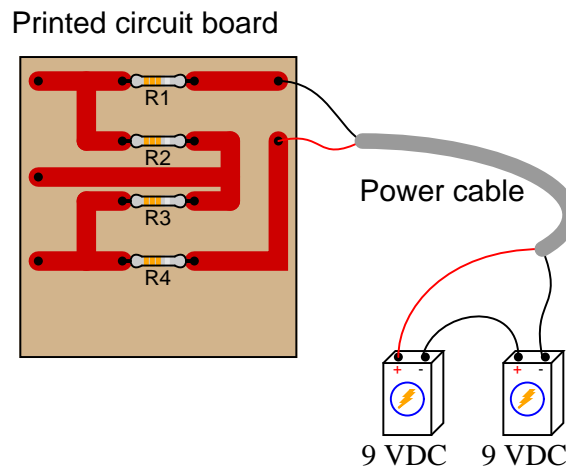 Printed circuit board
R1
R2
R3
R4
Power cable
+ -
+ -
9 VDC
9 VDC